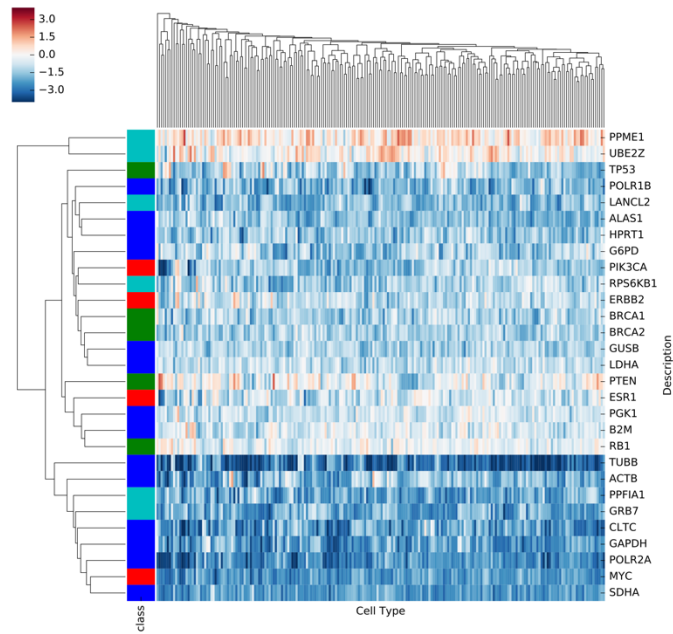 3.0
1.5
0.0
−1.5
−3.0
PPME1
UBE2Z
TP53
POLR1B
LANCL2
ALAS1
HPRT1
G6PD
PIK3CA
RPS6KB1
ERBB2
BRCA1
BRCA2
GUSB
LDHA
PTEN
ESR1
PGK1
B2M
RB1
TUBB
ACTB
PPFIA1
GRB7
CLTC
GAPDH
POLR2A
MYC
SDHA
Description
class
Cell Type